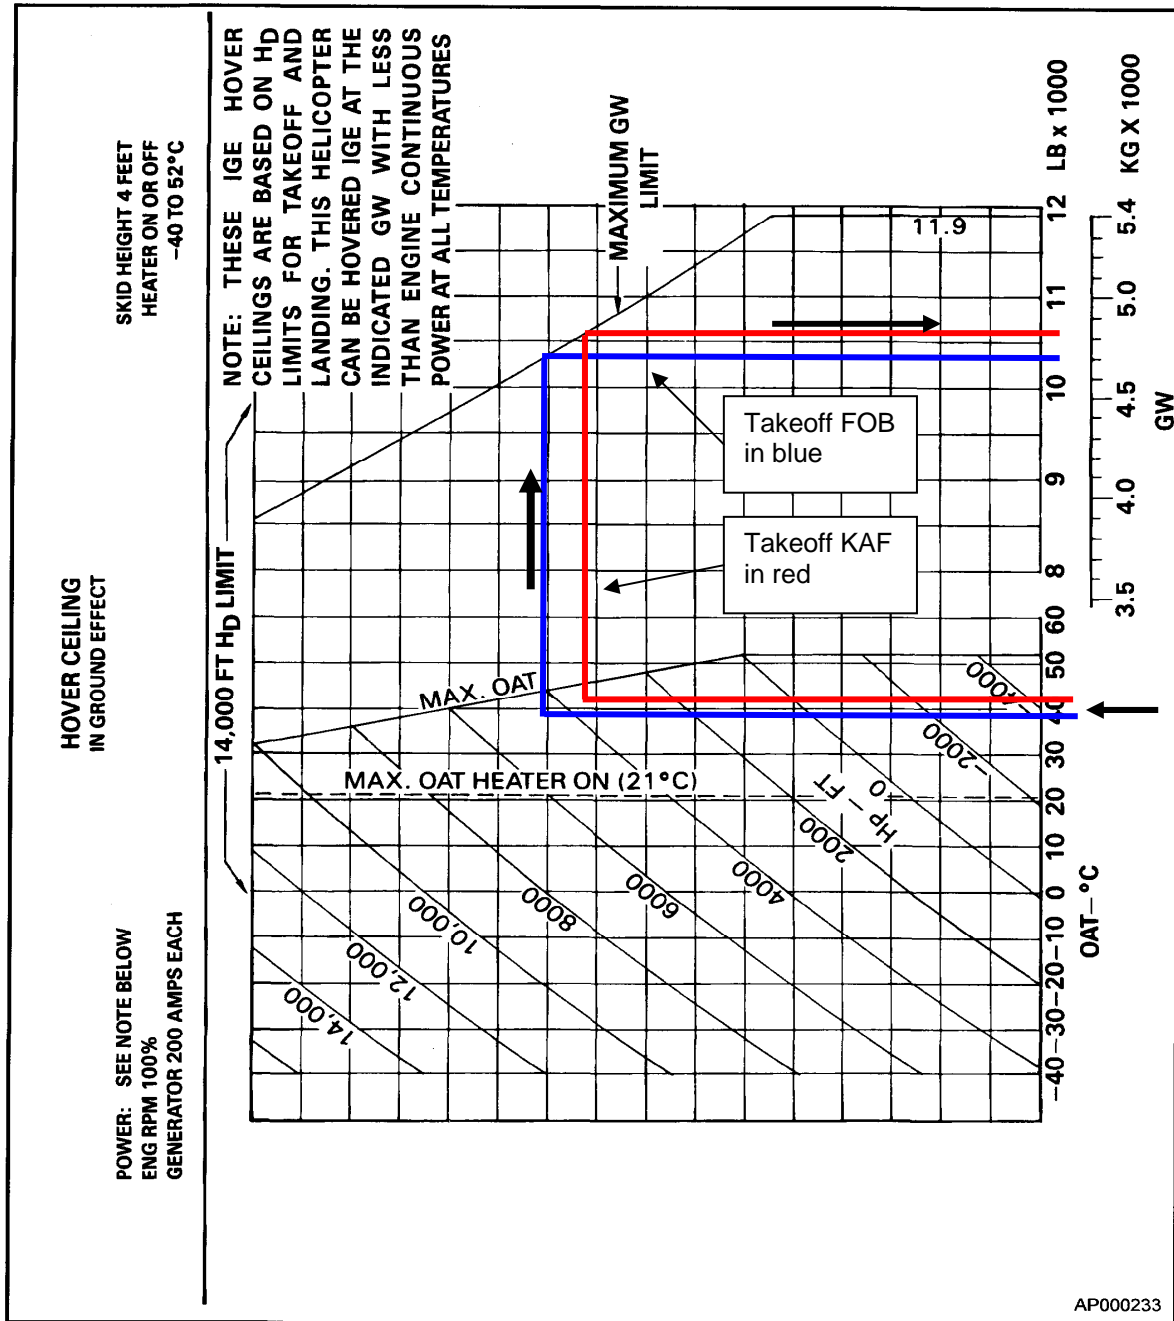 HOVER CEILING
IN GROUND EFFECT
POWER: SEE NOTE BELOW
ENG RPM 100%
GENERATOR 200 AMPS EACH
SKID HEIGHT 4 FEET
HEATER ON OR OFF
−40 TO 52°C
14,000 FT HD LIMIT
NOTE: THESE IGE HOVER
CEILINGS ARE BASED ON HD
LIMITS FOR TAKEOFF AND
LANDING. THIS HELICOPTER
CAN BE HOVERED IGE AT THE
INDICATED GW WITH LESS
THAN ENGINE CONTINUOUS
POWER AT ALL TEMPERATURES
MAXIMUM GW
LIMIT
11.9
Takeoff FOB
in blue
Takeoff KAF
in red
MAX. OAT
MAX. OAT HEATER ON (21°C)
HP – FT
14,000
12,000
10,000
8000
6000
4000
2000
0
−2000
−4000
−40 −30 −20 −10 0 10 20 30 40 50 60
OAT–°C
8 9 10 11 12 LB x 1000
3.5 4.0 4.5 5.0 5.4 KG X 1000
GW
AP000233